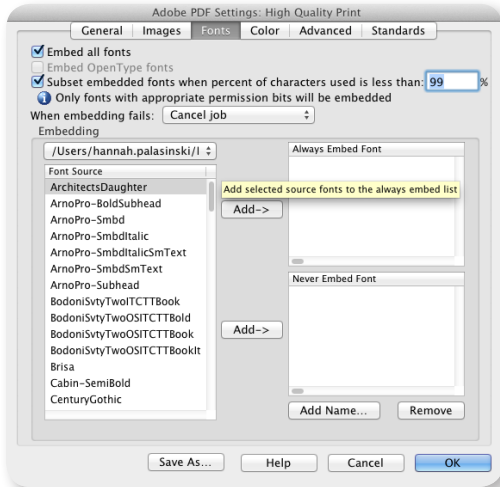 Adobe PDF Settings: High Quality Print
General Images Fonts Color Advanced Standards
Embed all fonts
Embed OpenType fonts
Subset embedded fonts when percent of characters used is less than: 99 %
Only fonts with appropriate permission bits will be embedded
When embedding fails: Cancel job
Embedding
/Users/hannah.palasinski/l
Font Source
ArchitectsDaughter
ArnoPro-BoldSubhead
ArnoPro-Smbd
ArnoPro-SmbdItalic
ArnoPro-SmbdItalicSmText
ArnoPro-SmbdSmText
ArnoPro-Subhead
BodoniSvtyTwoITCTTBook
BodoniSvtyTwoOSITCTTBold
BodoniSvtyTwoOSITCTTBook
BodoniSvtyTwoOSITCTTBookIt
Brisa
Cabin-SemiBold
CenturyGothic
Always Embed Font
Add selected source fonts to the always embed list
Add->
Never Embed Font
Add->
Add Name... Remove
Save As... Help Cancel OK